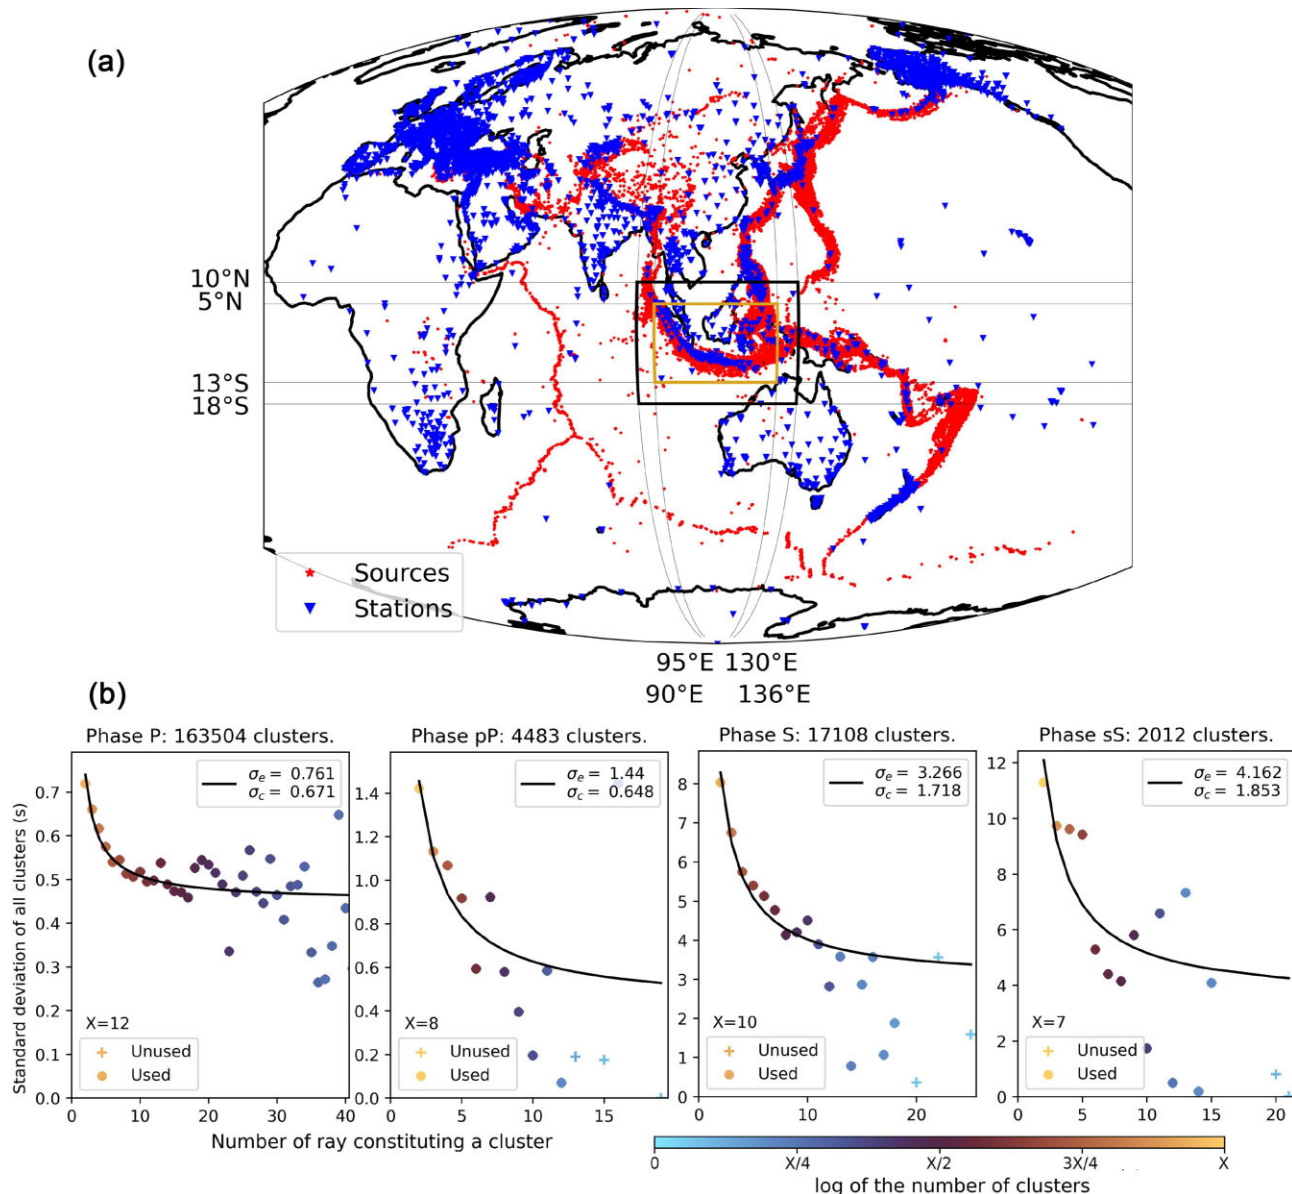 (a)
10°N
5°N
13°S
18°S
Sources
Stations
95°E 130°E
90°E 136°E
(b)
Phase P: 163504 clusters.
Phase pP: 4483 clusters.
Phase S: 17108 clusters.
Phase sS: 2012 clusters.
Standard deviation of all clusters (s)
0.7
0.6
0.5
0.4
0.3
0.2
0.1
0.0
σe = 0.761
σc = 0.671
X=12
Unused
Used
0 10 20 30 40
1.4
1.2
1.0
0.8
0.6
0.4
0.2
0.0
σe = 1.44
σc = 0.648
X=8
Unused
Used
0 5 10 15
8
7
6
5
4
3
2
1
0
σe = 3.266
σc = 1.718
X=10
Unused
Used
0 10 20
12
10
8
6
4
2
0
σe = 4.162
σc = 1.853
X=7
Unused
Used
0 5 10 15 20
Number of ray constituting a cluster
0 X/4 X/2 3X/4 X
log of the number of clusters